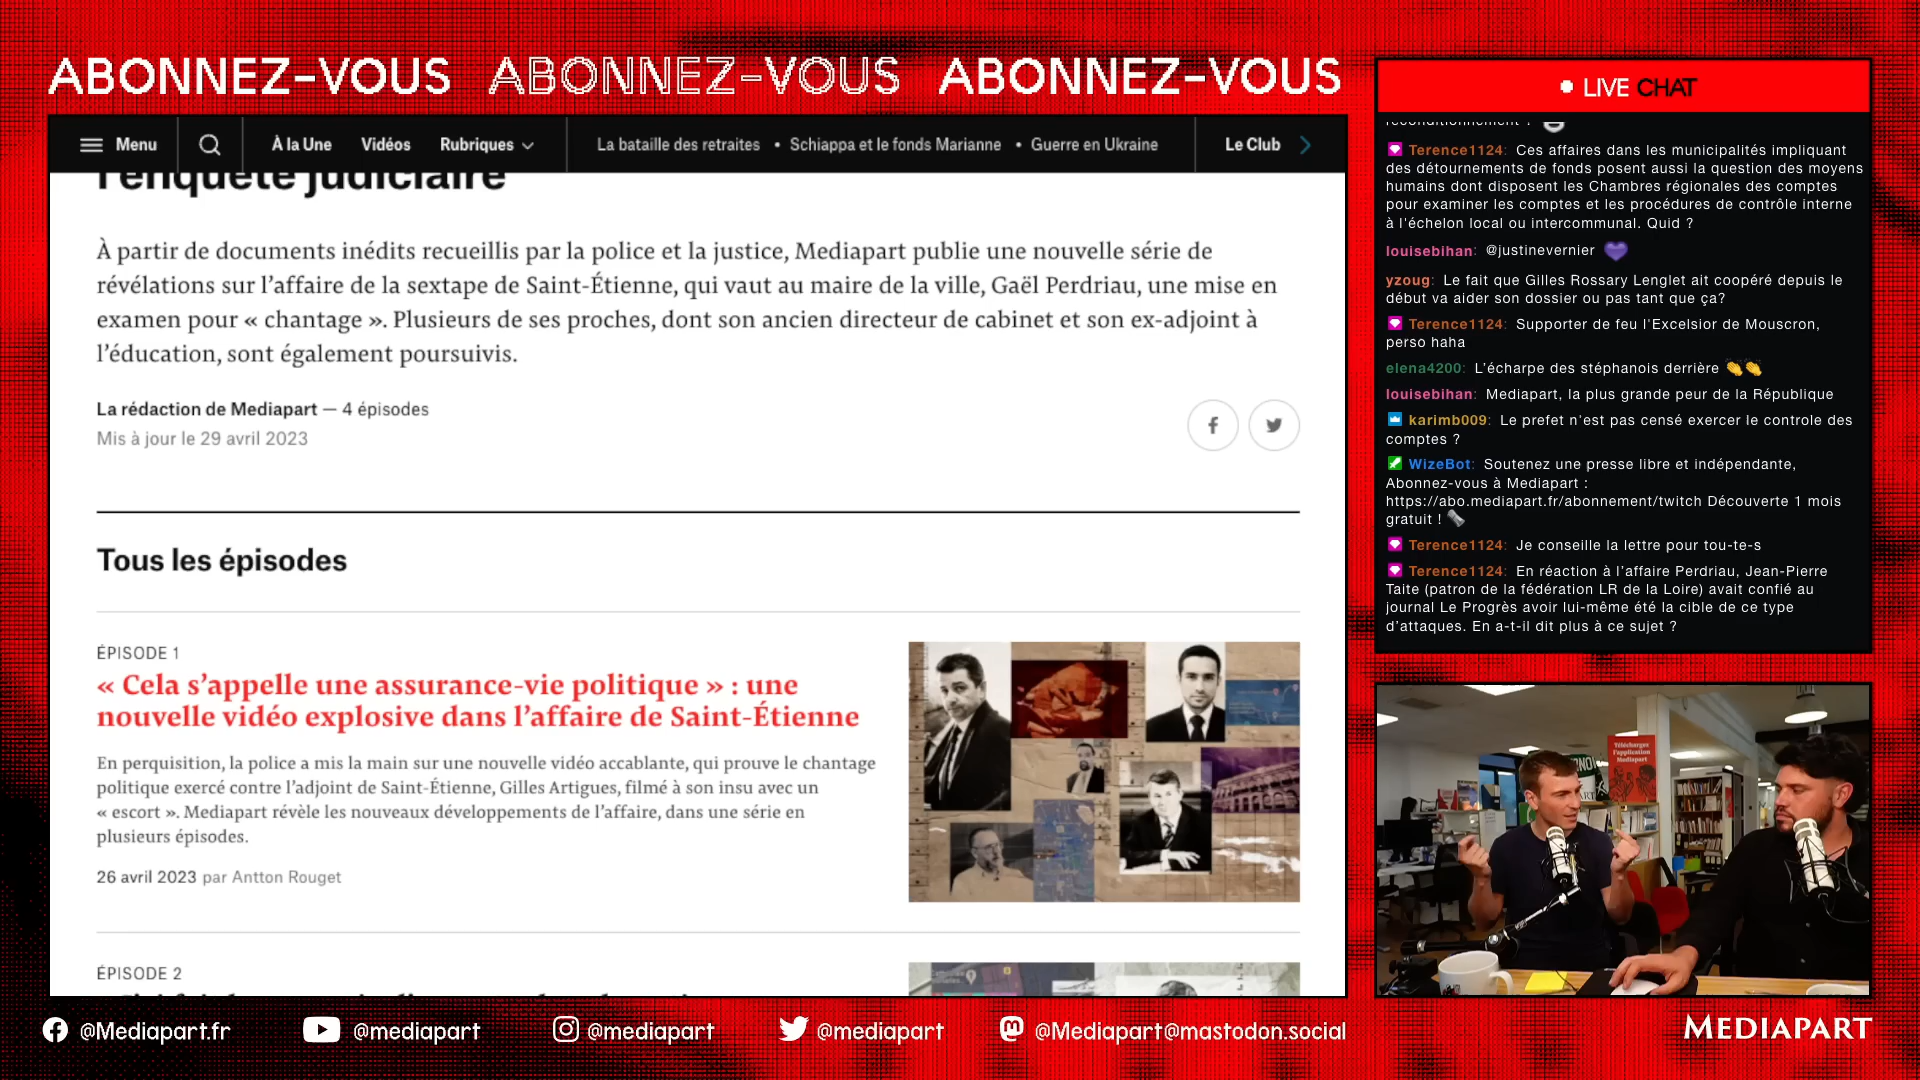 ABONNEZ-VOUS ABONNEZ-VOUS ABONNEZ-VOUS
Menu
À la Une
Vidéos
Rubriques
La bataille des retraites • Schiappa et le fonds Marianne • Guerre en Ukraine
Le Club
l'enquête judiciaire
À partir de documents inédits recueillis par la police et la justice, Mediapart publie une nouvelle série de
révélations sur l’affaire de la sextape de Saint-Étienne, qui vaut au maire de la ville, Gaël Perdriau, une mise en
examen pour « chantage ». Plusieurs de ses proches, dont son ancien directeur de cabinet et son ex-adjoint à
l’éducation, sont également poursuivis.
La rédaction de Mediapart — 4 épisodes
Mis à jour le 29 avril 2023
Tous les épisodes
ÉPISODE 1
« Cela s’appelle une assurance-vie politique » : une
nouvelle vidéo explosive dans l’affaire de Saint-Étienne
En perquisition, la police a mis la main sur une nouvelle vidéo accablante, qui prouve le chantage
politique exercé contre l’adjoint de Saint-Étienne, Gilles Artigues, filmé à son insu avec un
« escort ». Mediapart révèle les nouveaux développements de l’affaire, dans une série en
plusieurs épisodes.
26 avril 2023 par Antton Rouget
ÉPISODE 2
LIVE CHAT
reconditionnement !
Terence1124: Ces affaires dans les municipalités impliquant
des détournements de fonds posent aussi la question des moyens
humains dont disposent les Chambres régionales des comptes
pour examiner les comptes et les procédures de contrôle interne
à l'échelon local ou intercommunal. Quid ?
louisebihan: @justinevernier
yzoug: Le fait que Gilles Rossary Lenglet ait coopéré depuis le
début va aider son dossier ou pas tant que ça?
Terence1124: Supporter de feu l'Excelsior de Mouscron,
perso haha
elena4200: L'écharpe des stéphanois derrière
louisebihan: Mediapart, la plus grande peur de la République
karimb009: Le prefet n'est pas censé exercer le controle des
comptes ?
WizeBot: Soutenez une presse libre et indépendante,
Abonnez-vous à Mediapart :
https://abo.mediapart.fr/abonnement/twitch Découverte 1 mois
gratuit !
Terence1124: Je conseille la lettre pour tou-te-s
Terence1124: En réaction à l'affaire Perdriau, Jean-Pierre
Taite (patron de la fédération LR de la Loire) avait confié au
journal Le Progrès avoir lui-même été la cible de ce type
d'attaques. En a-t-il dit plus à ce sujet ?
Téléchargez
l'application
Mediapart
@Mediapart.fr
@mediapart
@mediapart
@mediapart
@Mediapart@mastodon.social
MEDIAPART